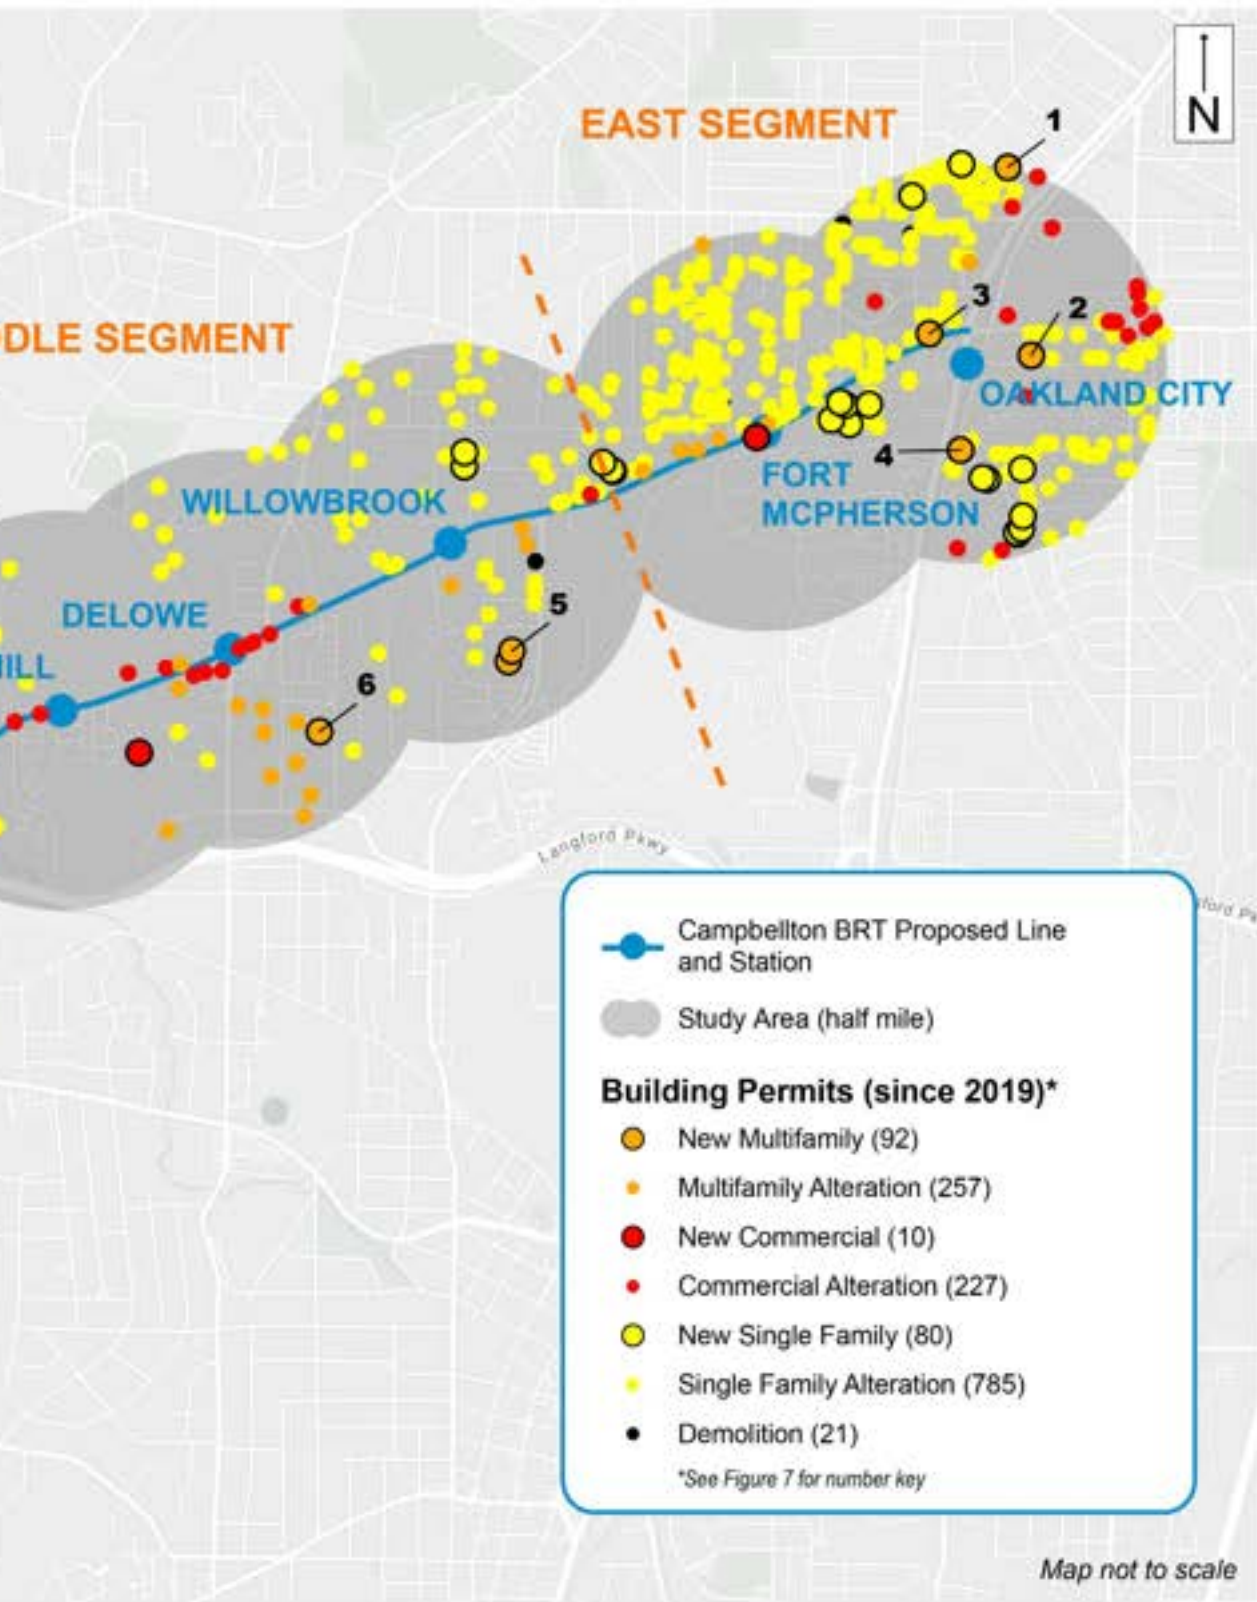 N
EAST SEGMENT
1
3
2
DLE SEGMENT
OAKLAND CITY
4
FORT
MCPHERSON
WILLOWBROOK
DELOWE
5
6
Langford Pkwy
Campbellton BRT Proposed Line
and Station
Study Area (half mile)
Building Permits (since 2019)*
New Multifamily (92)
Multifamily Alteration (257)
New Commercial (10)
Commercial Alteration (227)
New Single Family (80)
Single Family Alteration (785)
Demolition (21)
*See Figure 7 for number key
Map not to scale